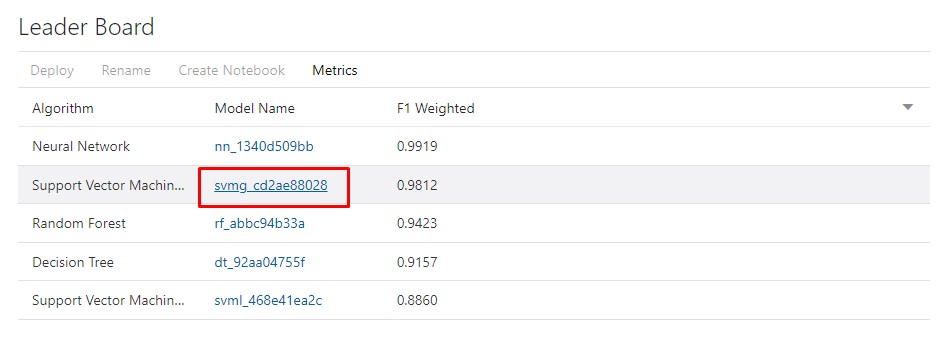 Leader Board
Deploy Rename Create Notebook Metrics
Algorithm Model Name F1 Weighted
Neural Network nn_1340d509bb 0.9919
Support Vector Machin... svmg_cd2ae88028 0.9812
Random Forest rf_abbc94b33a 0.9423
Decision Tree dt_92aa04755f 0.9157
Support Vector Machin... svml_468e41ea2c 0.8860